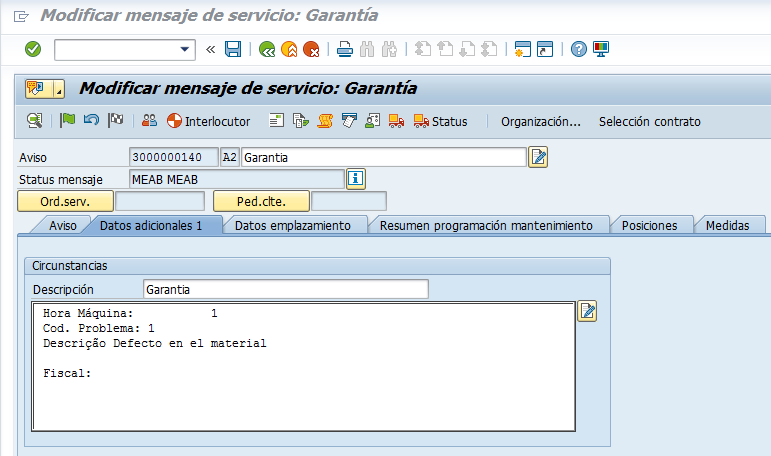 Modificar mensaje de servicio: Garantía
Modificar mensaje de servicio: Garantía
Interlocutor Status Organización... Selección contrato
Aviso 3000000140 A2 Garantia
Status mensaje MEAB MEAB
Ord.serv. Ped.clte.
Aviso Datos adicionales 1 Datos emplazamiento Resumen programación mantenimiento Posiciones Medidas
Circunstancias
Descripción Garantia
Hora Máquina: 1
Cod. Problema: 1
Descrição Defecto en el material
Fiscal: